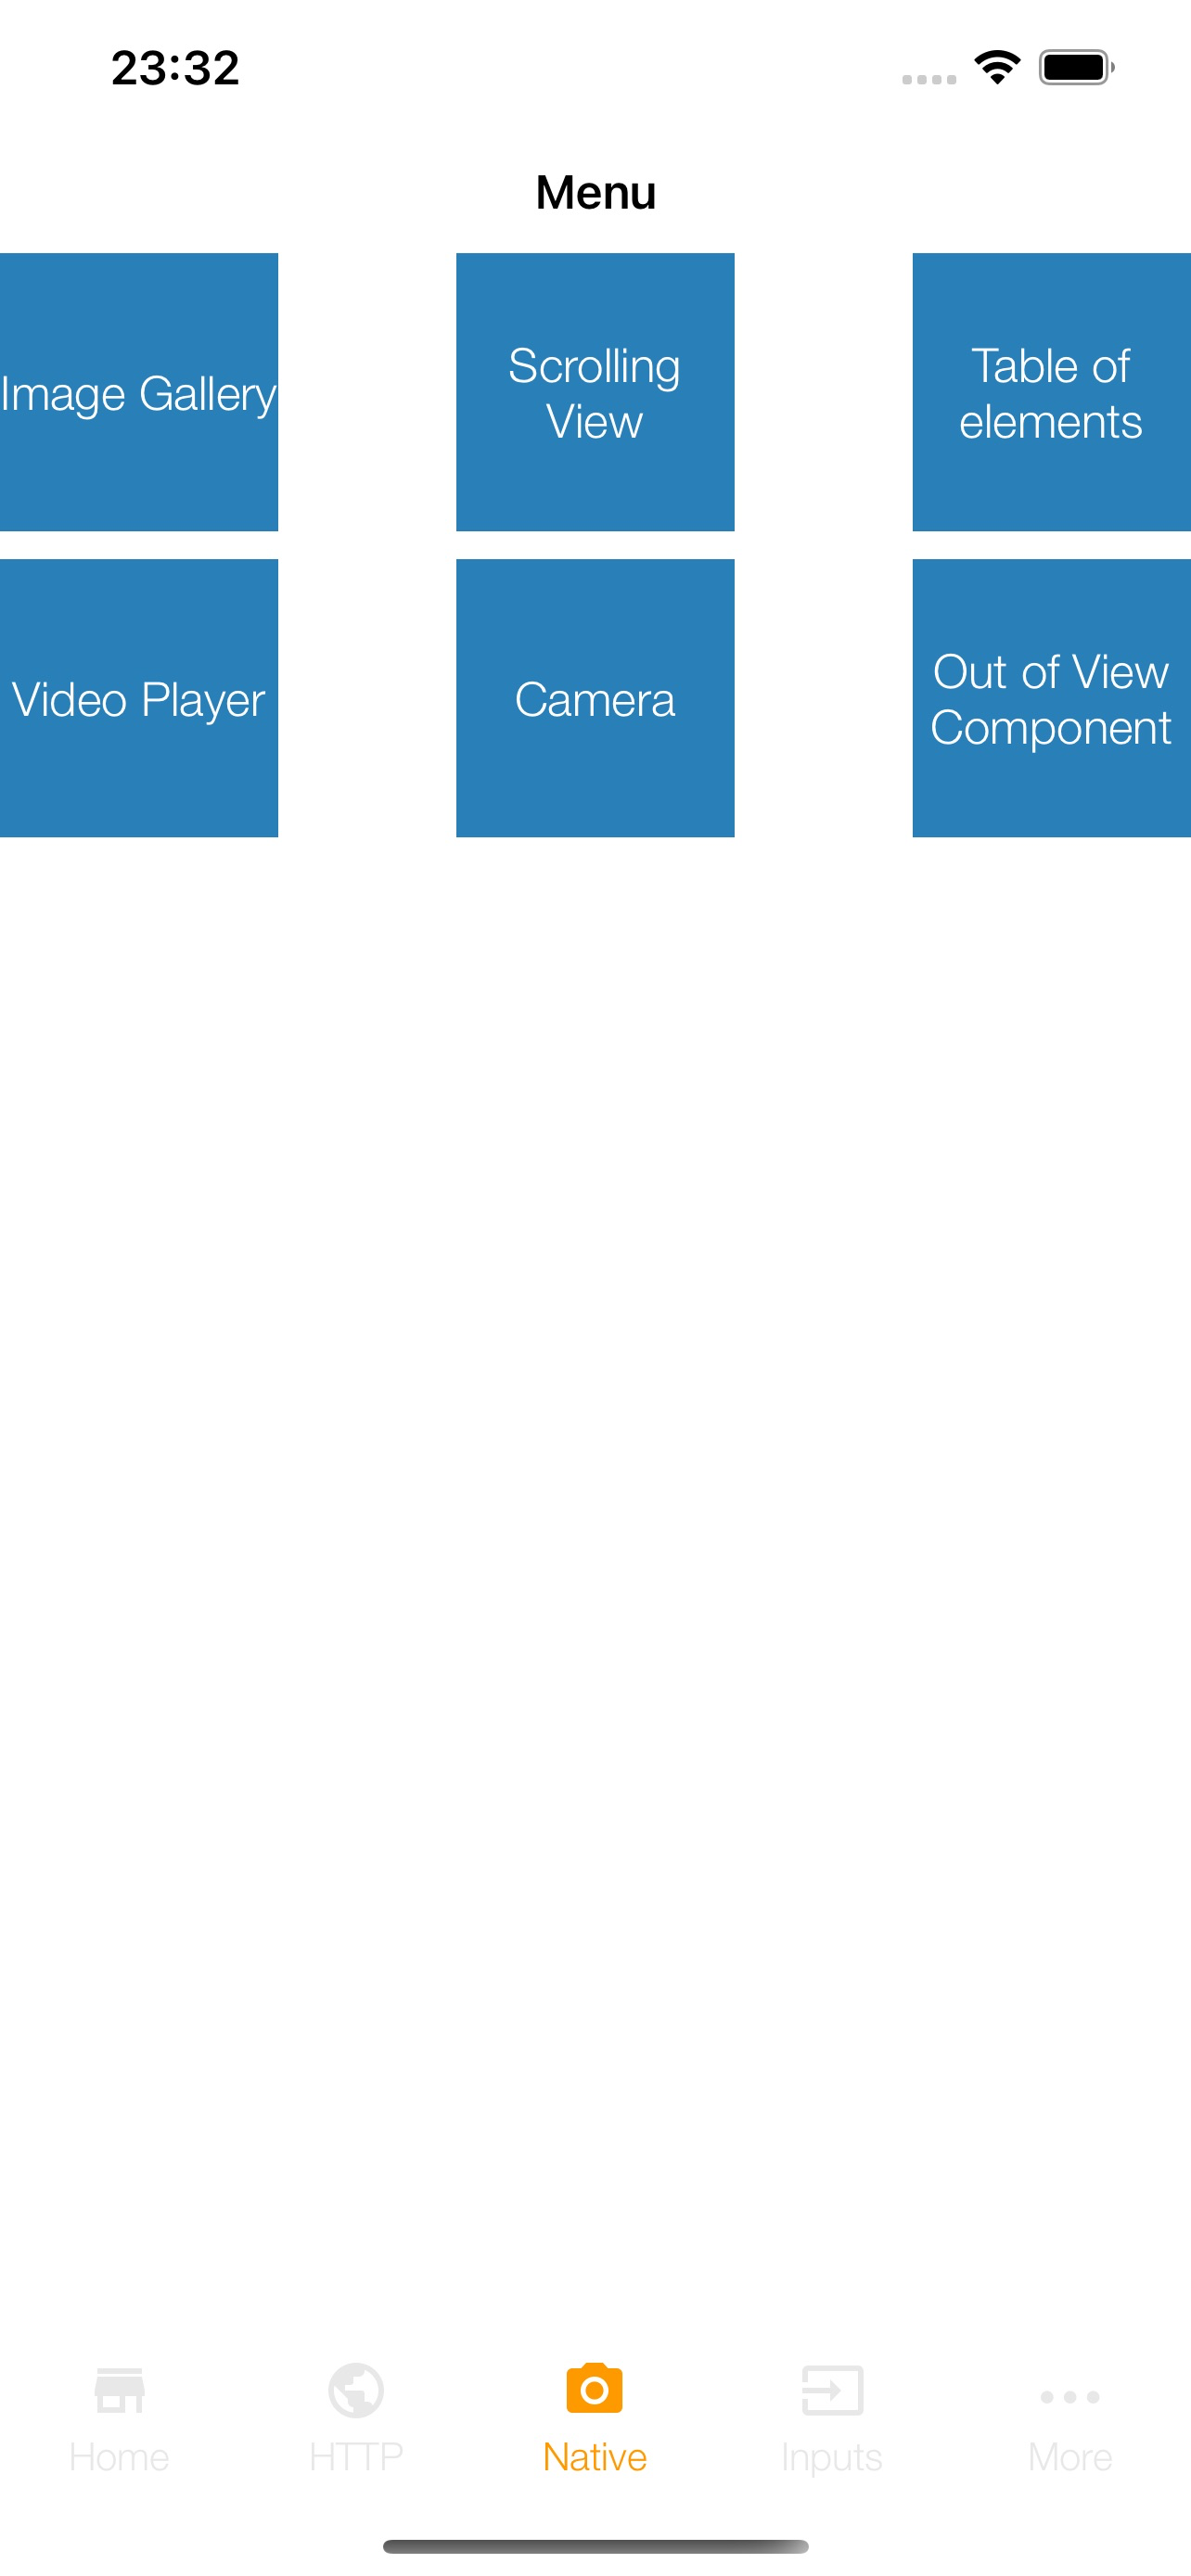 23:32
Menu
Image Gallery
Scrolling
View
Table of
elements
Video Player
Camera
Out of View
Component
Home
HTTP
Native
Inputs
More